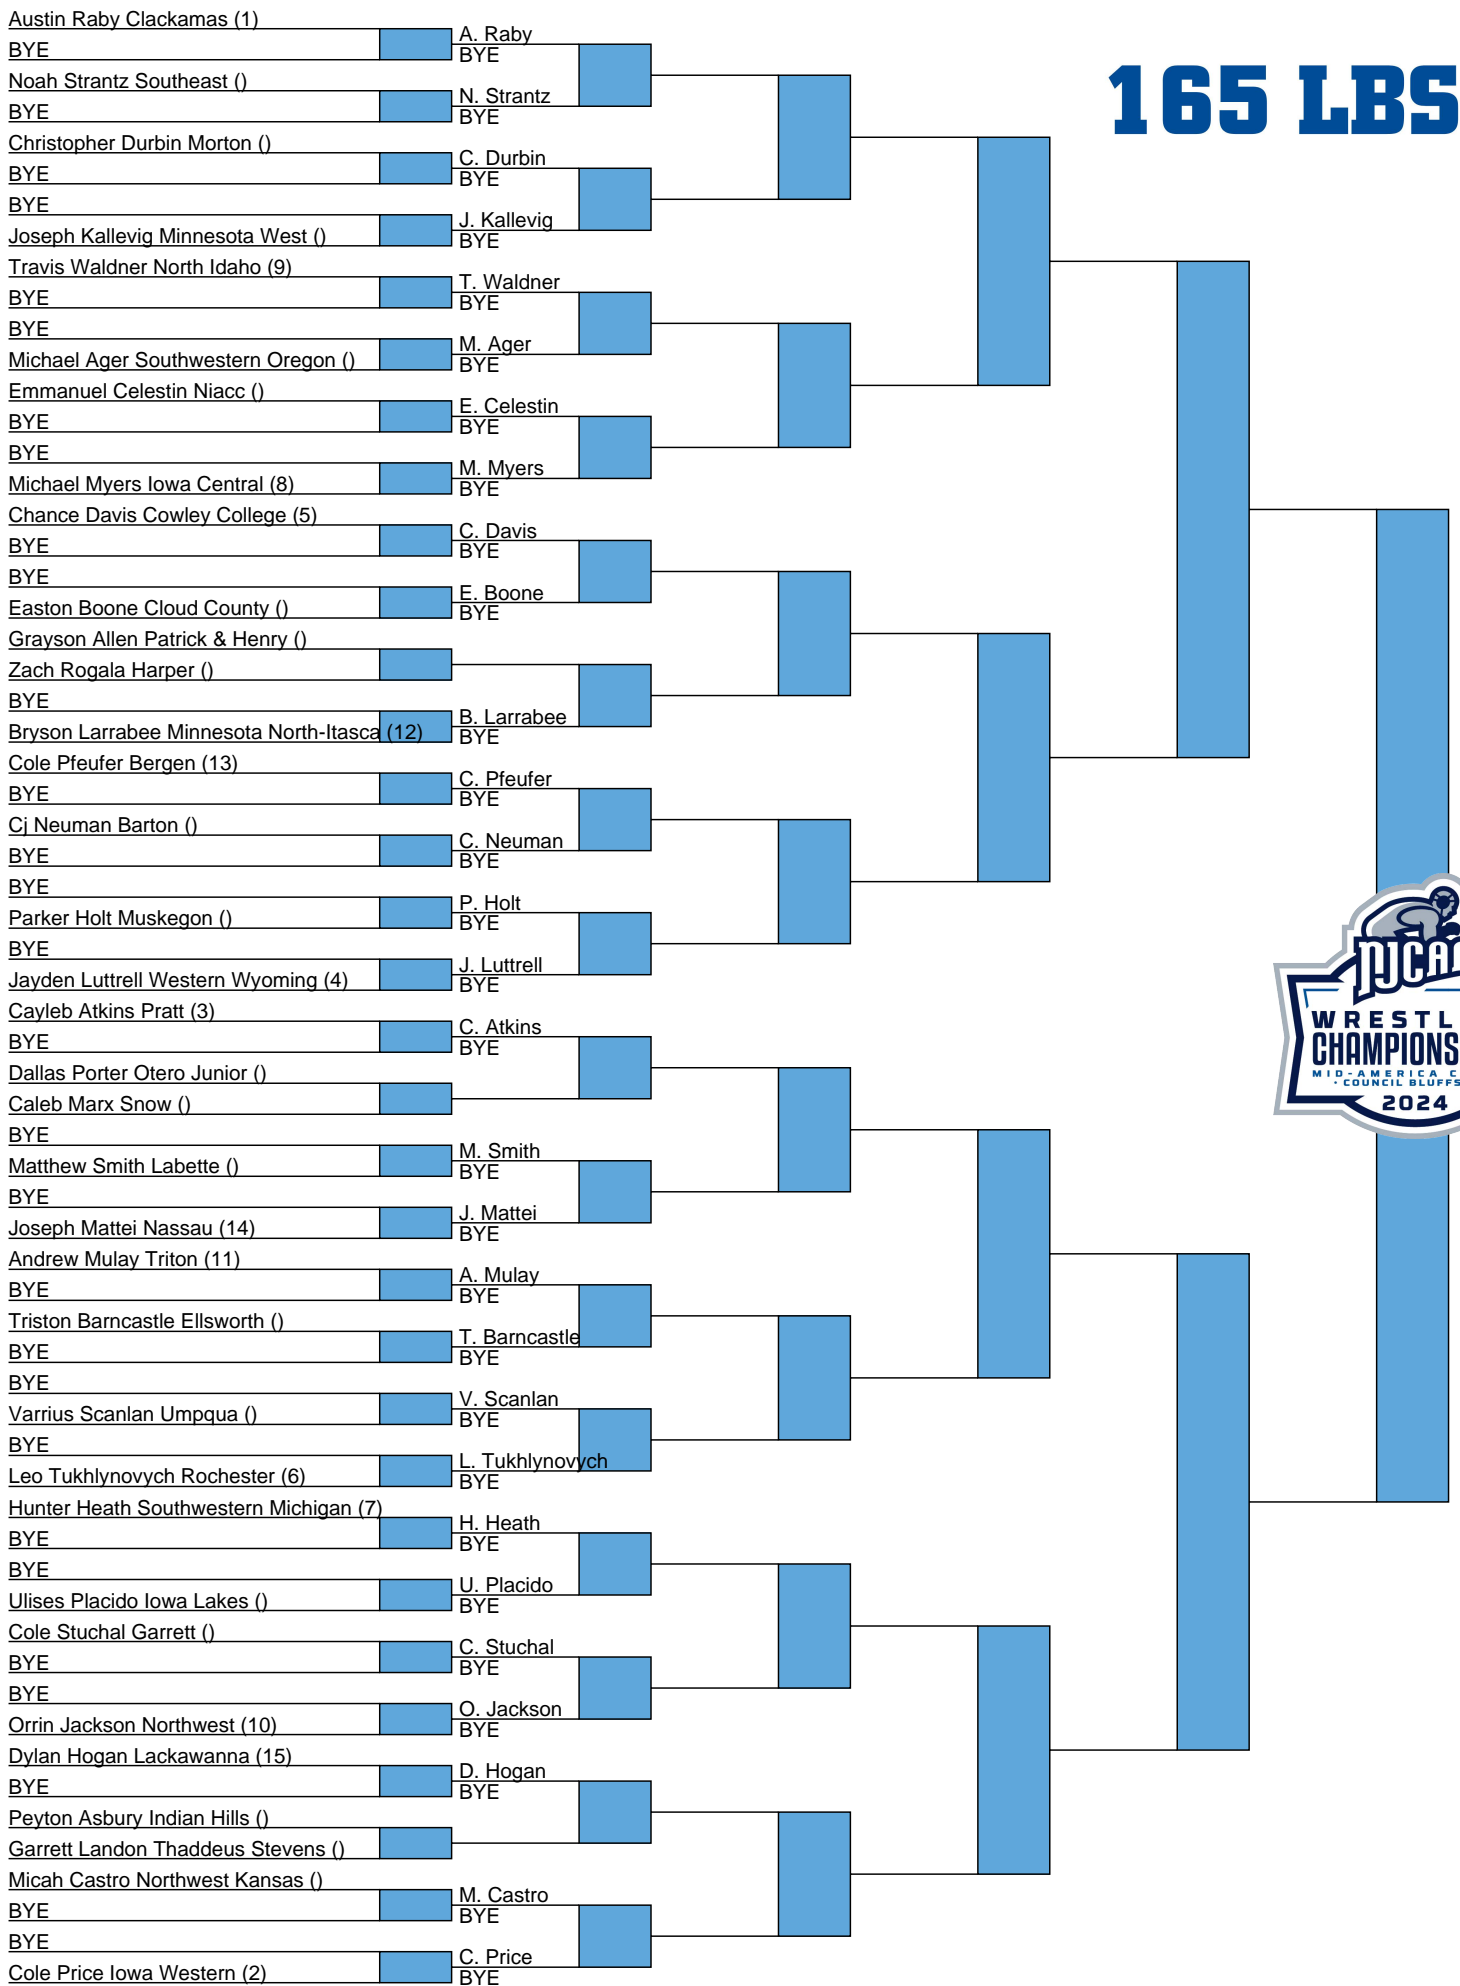 165 LBS
Austin Raby Clackamas (1)
BYE
Noah Strantz Southeast ()
BYE
Christopher Durbin Morton ()
BYE
BYE
Joseph Kallevig Minnesota West ()
Travis Waldner North Idaho (9)
BYE
BYE
Michael Ager Southwestern Oregon ()
Emmanuel Celestin Niacc ()
BYE
BYE
Michael Myers Iowa Central (8)
Chance Davis Cowley College (5)
BYE
BYE
Easton Boone Cloud County ()
Grayson Allen Patrick & Henry ()
Zach Rogala Harper ()
BYE
Bryson Larrabee Minnesota North-Itasca (12)
Cole Pfeufer Bergen (13)
BYE
Cj Neuman Barton ()
BYE
BYE
Parker Holt Muskegon ()
BYE
Jayden Luttrell Western Wyoming (4)
Cayleb Atkins Pratt (3)
BYE
Dallas Porter Otero Junior ()
Caleb Marx Snow ()
BYE
Matthew Smith Labette ()
BYE
Joseph Mattei Nassau (14)
Andrew Mulay Triton (11)
BYE
Triston Barncastle Ellsworth ()
BYE
BYE
Varrius Scanlan Umpqua ()
BYE
Leo Tukhlynovych Rochester (6)
Hunter Heath Southwestern Michigan (7)
BYE
BYE
Ulises Placido Iowa Lakes ()
Cole Stuchal Garrett ()
BYE
BYE
Orrin Jackson Northwest (10)
Dylan Hogan Lackawanna (15)
BYE
Peyton Asbury Indian Hills ()
Garrett Landon Thaddeus Stevens ()
Micah Castro Northwest Kansas ()
BYE
BYE
Cole Price Iowa Western (2)
A. Raby
BYE
N. Strantz
BYE
C. Durbin
BYE
J. Kallevig
BYE
T. Waldner
BYE
M. Ager
BYE
E. Celestin
BYE
M. Myers
BYE
C. Davis
BYE
E. Boone
BYE
B. Larrabee
BYE
C. Pfeufer
BYE
C. Neuman
BYE
P. Holt
BYE
J. Luttrell
BYE
C. Atkins
BYE
M. Smith
BYE
J. Mattei
BYE
A. Mulay
BYE
T. Barncastle
BYE
V. Scanlan
BYE
L. Tukhlynovych
BYE
H. Heath
BYE
U. Placido
BYE
C. Stuchal
BYE
O. Jackson
BYE
D. Hogan
BYE
M. Castro
BYE
C. Price
BYE
NJCA
WRESTL
CHAMPIONS
MID-AMERICA C
• COUNCIL BLUFFS
2024